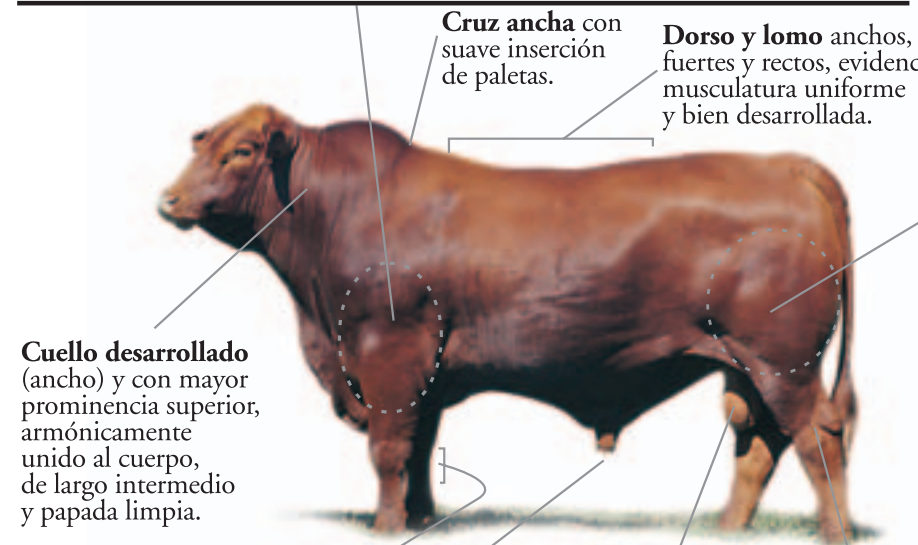 Cruz ancha con
suave inserción
de paletas.
Dorso y lomo anchos,
fuertes y rectos,
musculatura uniforme
y bien desarrollada.
Cuello desarrollado
(ancho) y con mayor
prominencia superior,
armónicamente
unido al cuerpo,
de largo intermedio
y papada limpia.